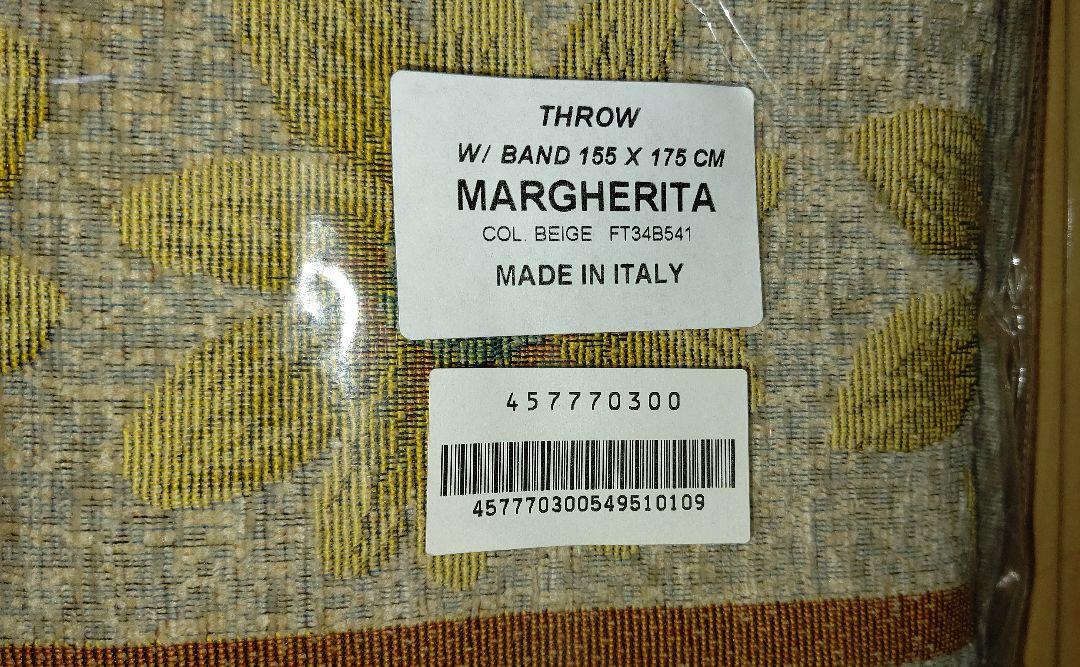 THROW
W/ BAND 155 X 175 CM
MARGHERITA
COL. BEIGE FT34B541
MADE IN ITALY
457770300
457770300549510109